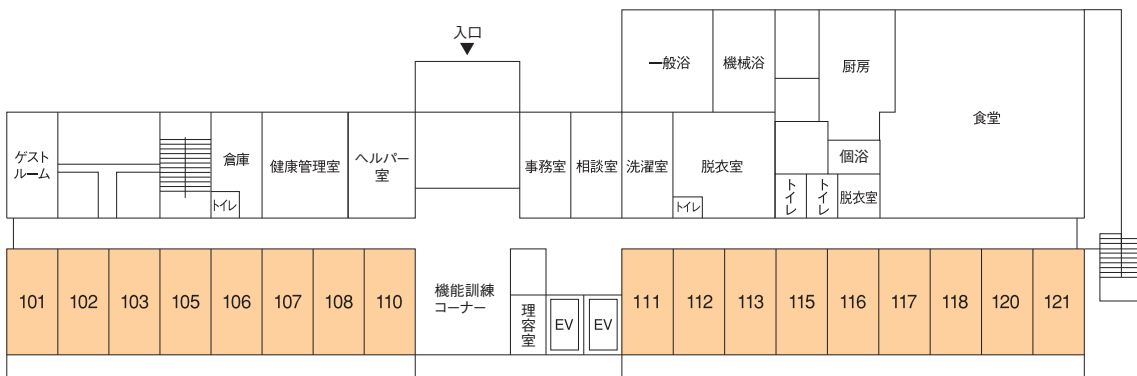 入口
一般浴
機械浴
厨房
食堂
ゲスト
ルーム
倉庫
トイレ
健康管理室
ヘルパー
室
事務室
相談室
洗濯室
脱衣室
トイレ
個浴
トイレ
トイレ
脱衣室
101
102
103
105
106
107
108
110
機能訓練
コーナー
理容室
EV
EV
111
112
113
115
116
117
118
120
121